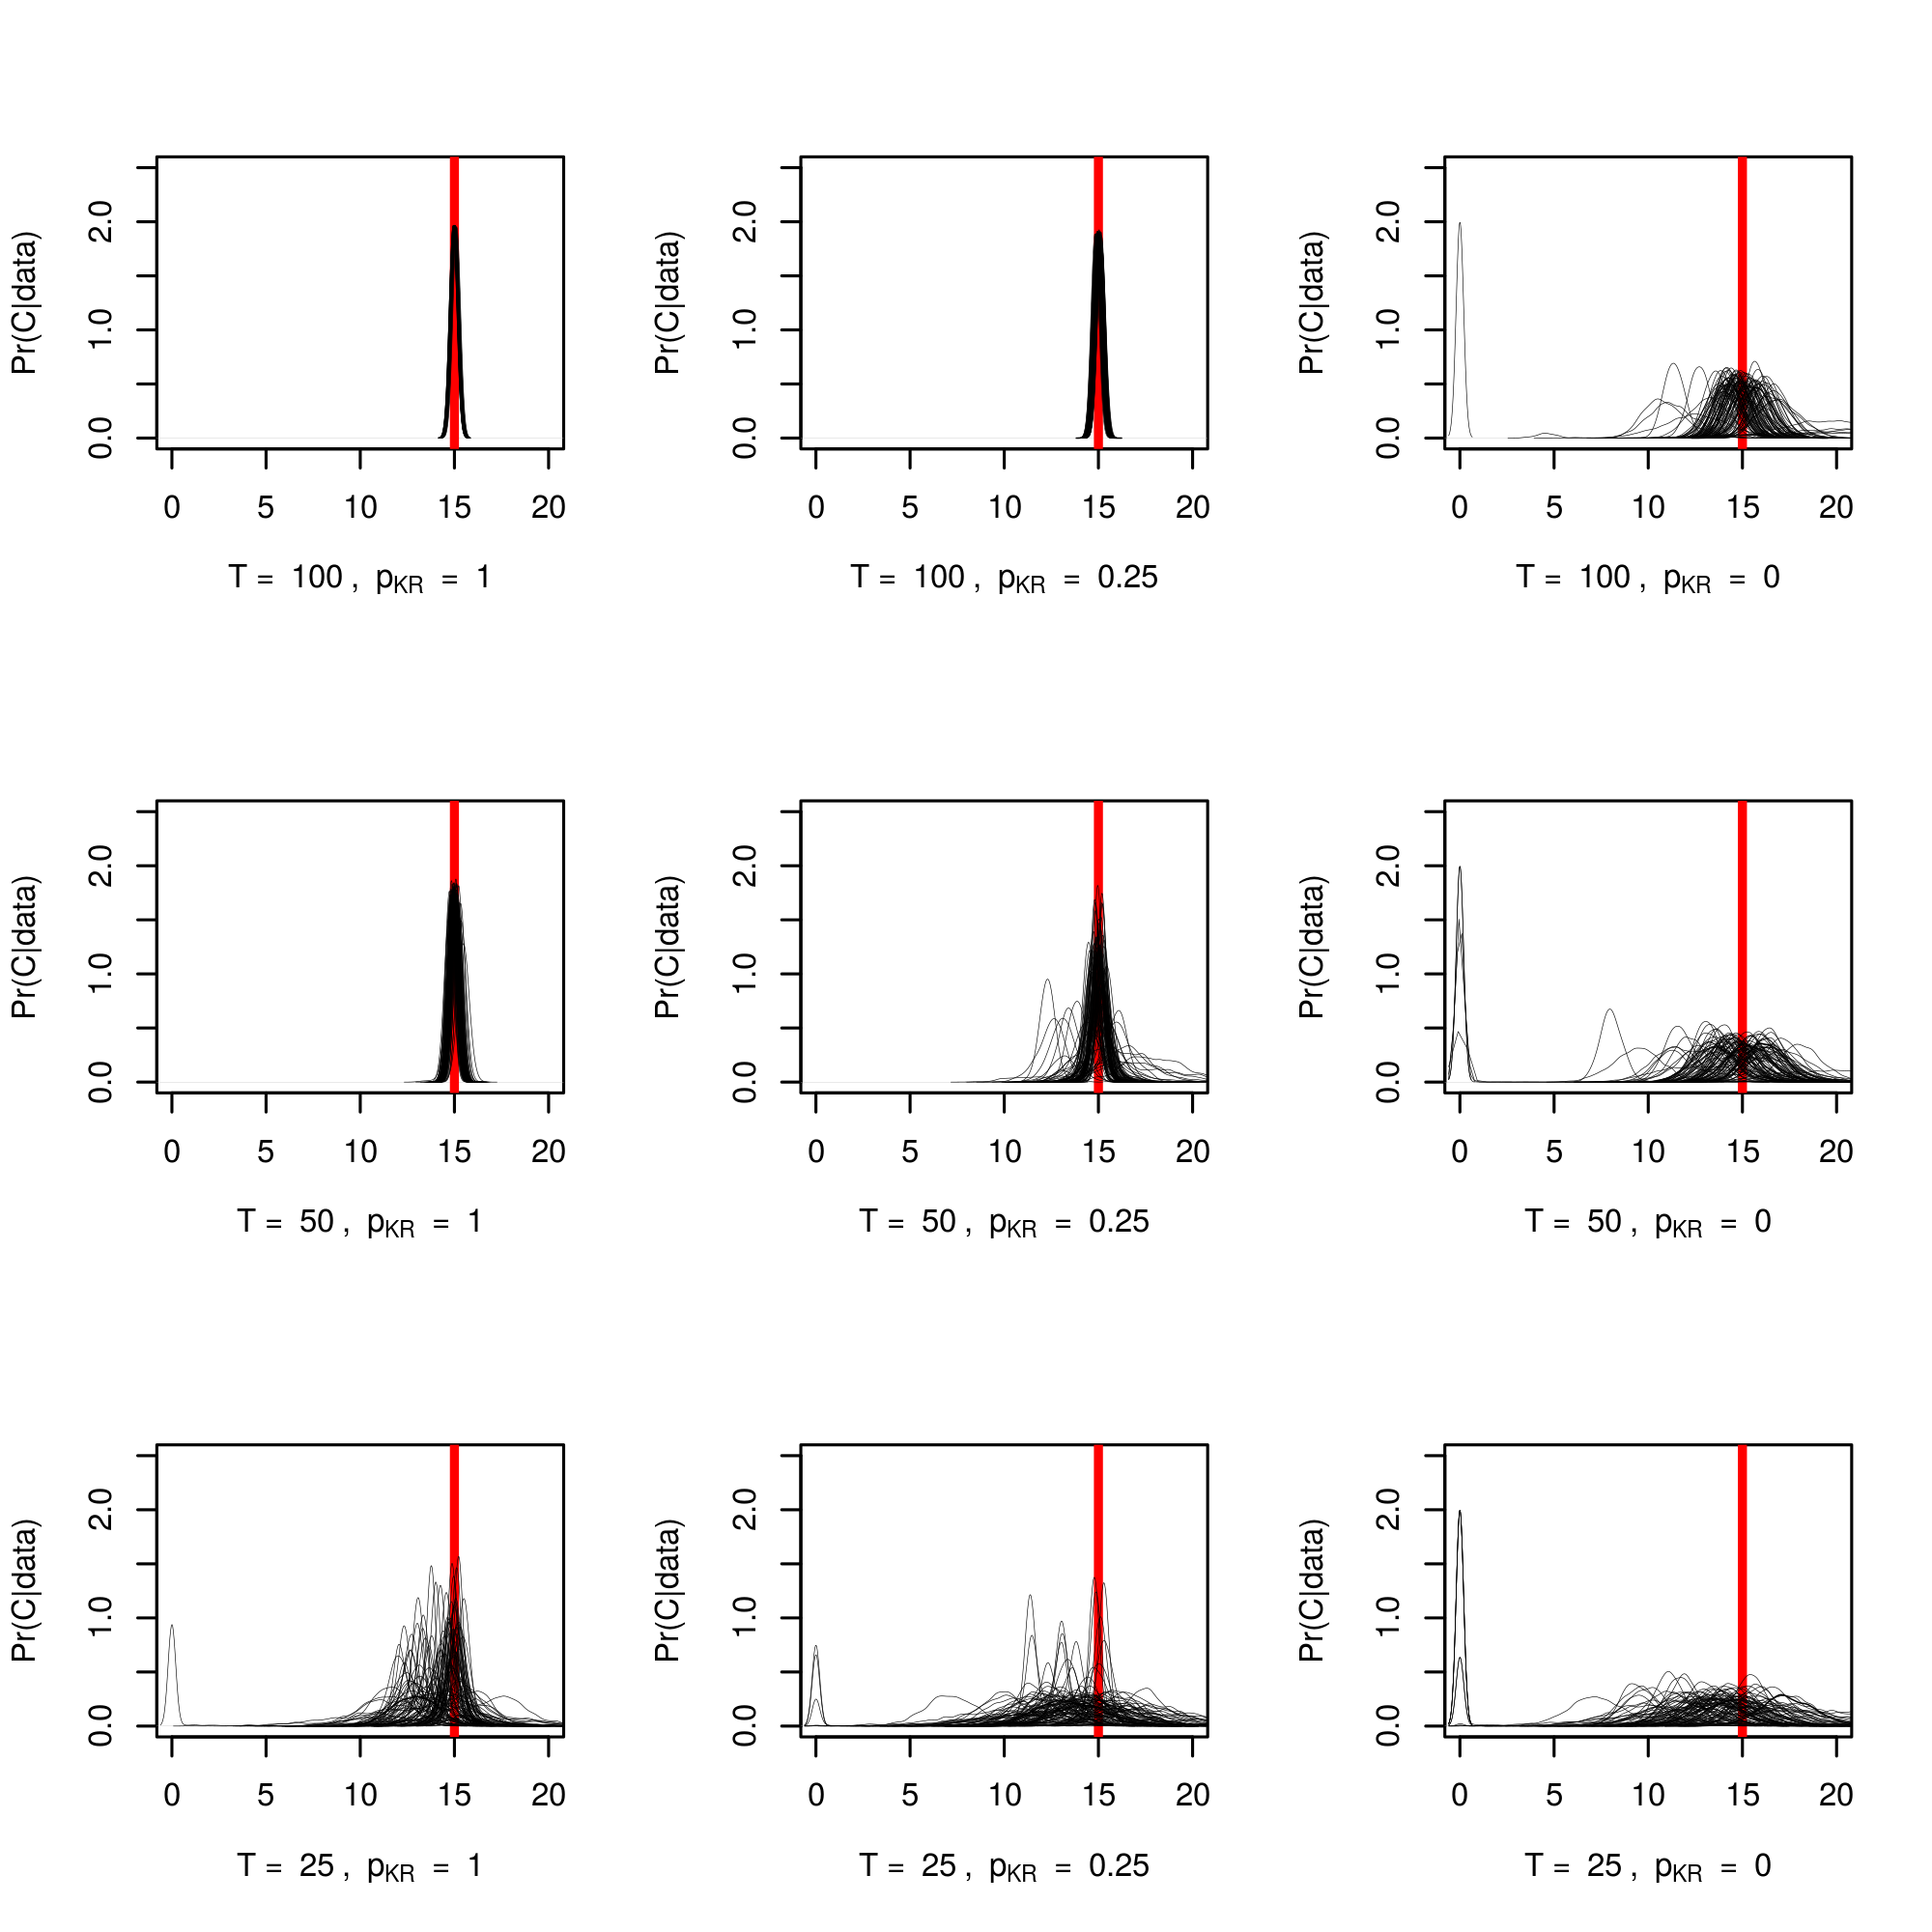 Pr(C|data)
0.0 1.0 2.0
0 5 10 15 20
T = 100 , pKR = 1
Pr(C|data)
0.0 1.0 2.0
0 5 10 15 20
T = 100 , pKR = 0.25
Pr(C|data)
0.0 1.0 2.0
0 5 10 15 20
T = 100 , pKR = 0
Pr(C|data)
0.0 1.0 2.0
0 5 10 15 20
T = 50 , pKR = 1
Pr(C|data)
0.0 1.0 2.0
0 5 10 15 20
T = 50 , pKR = 0.25
Pr(C|data)
0.0 1.0 2.0
0 5 10 15 20
T = 50 , pKR = 0
Pr(C|data)
0.0 1.0 2.0
0 5 10 15 20
T = 25 , pKR = 1
Pr(C|data)
0.0 1.0 2.0
0 5 10 15 20
T = 25 , pKR = 0.25
Pr(C|data)
0.0 1.0 2.0
0 5 10 15 20
T = 25 , pKR = 0